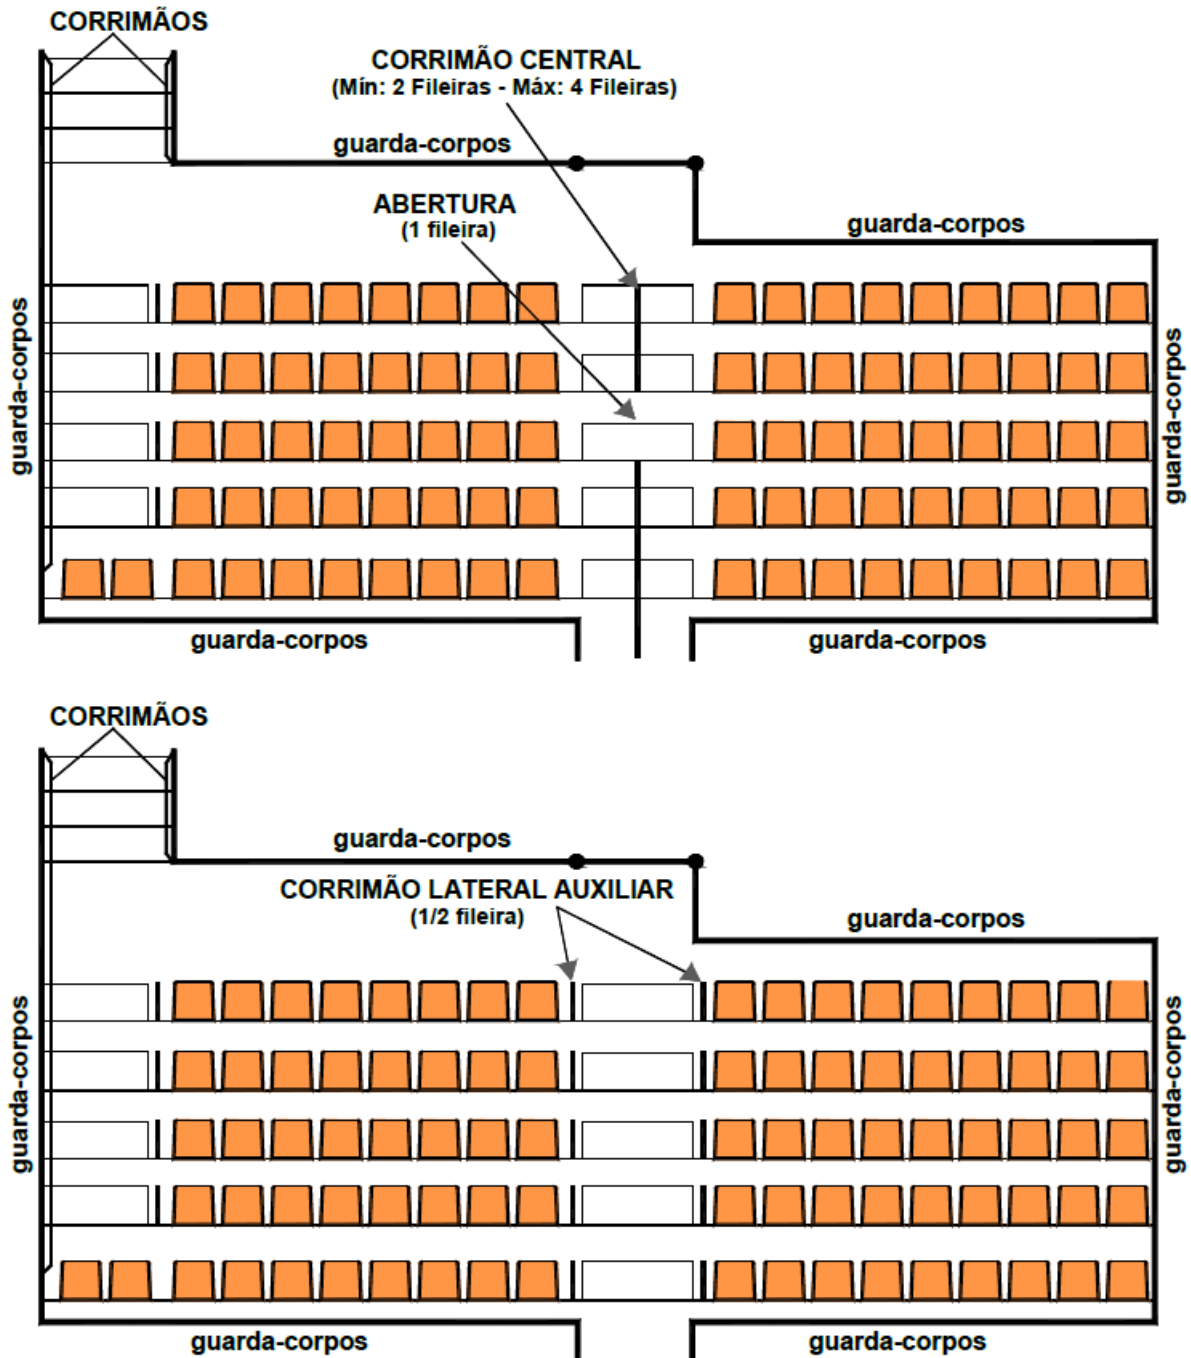 CORRIMÃOS
CORRIMÃO CENTRAL
(Mín: 2 Fileiras - Máx: 4 Fileiras)
guarda-corpos
ABERTURA
(1 fileira)
guarda-corpos
guarda-corpos
guarda-corpos
guarda-corpos
guarda-corpos
CORRIMÃOS
guarda-corpos
CORRIMÃO LATERAL AUXILIAR
(1/2 fileira)
guarda-corpos
guarda-corpos
guarda-corpos
guarda-corpos
guarda-corpos